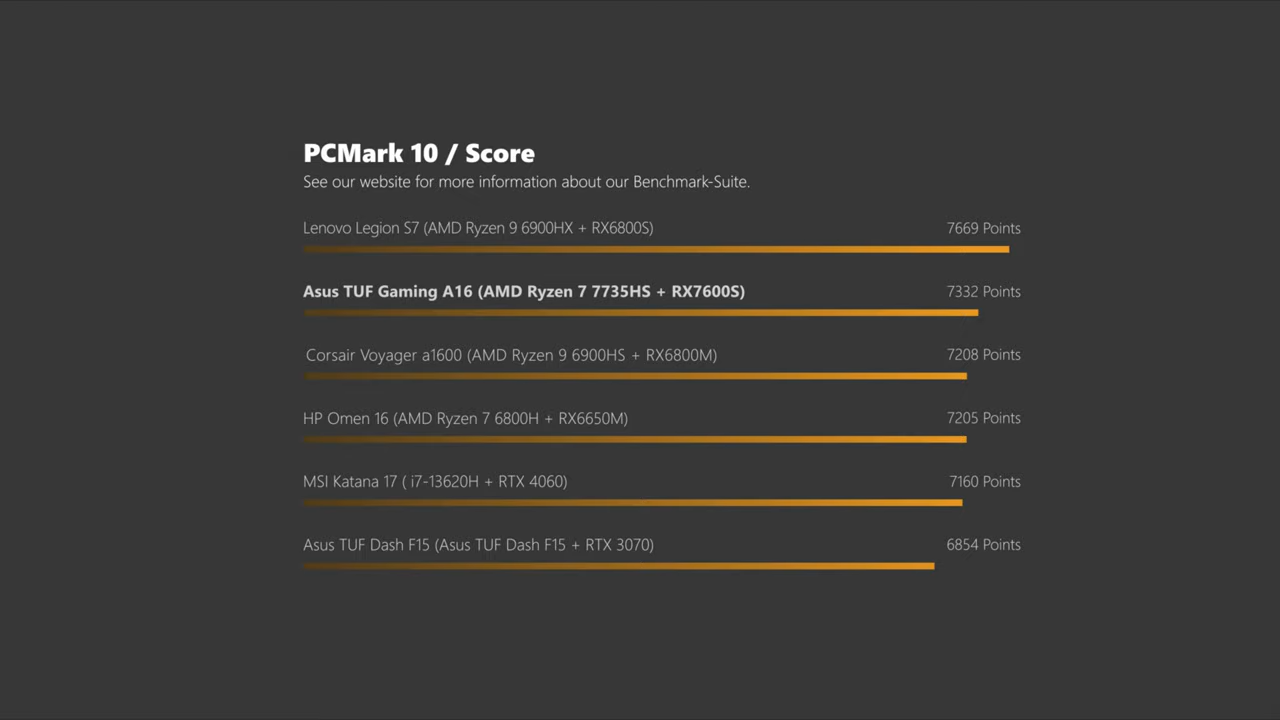 PCMark 10 / Score
See our website for more information about our Benchmark-Suite.
Lenovo Legion S7 (AMD Ryzen 9 6900HX + RX6800S) 7669 Points
Asus TUF Gaming A16 (AMD Ryzen 7 7735HS + RX7600S) 7332 Points
Corsair Voyager a1600 (AMD Ryzen 9 6900HS + RX6800M) 7208 Points
HP Omen 16 (AMD Ryzen 7 6800H + RX6650M) 7205 Points
MSI Katana 17 ( i7-13620H + RTX 4060) 7160 Points
Asus TUF Dash F15 (Asus TUF Dash F15 + RTX 3070) 6854 Points